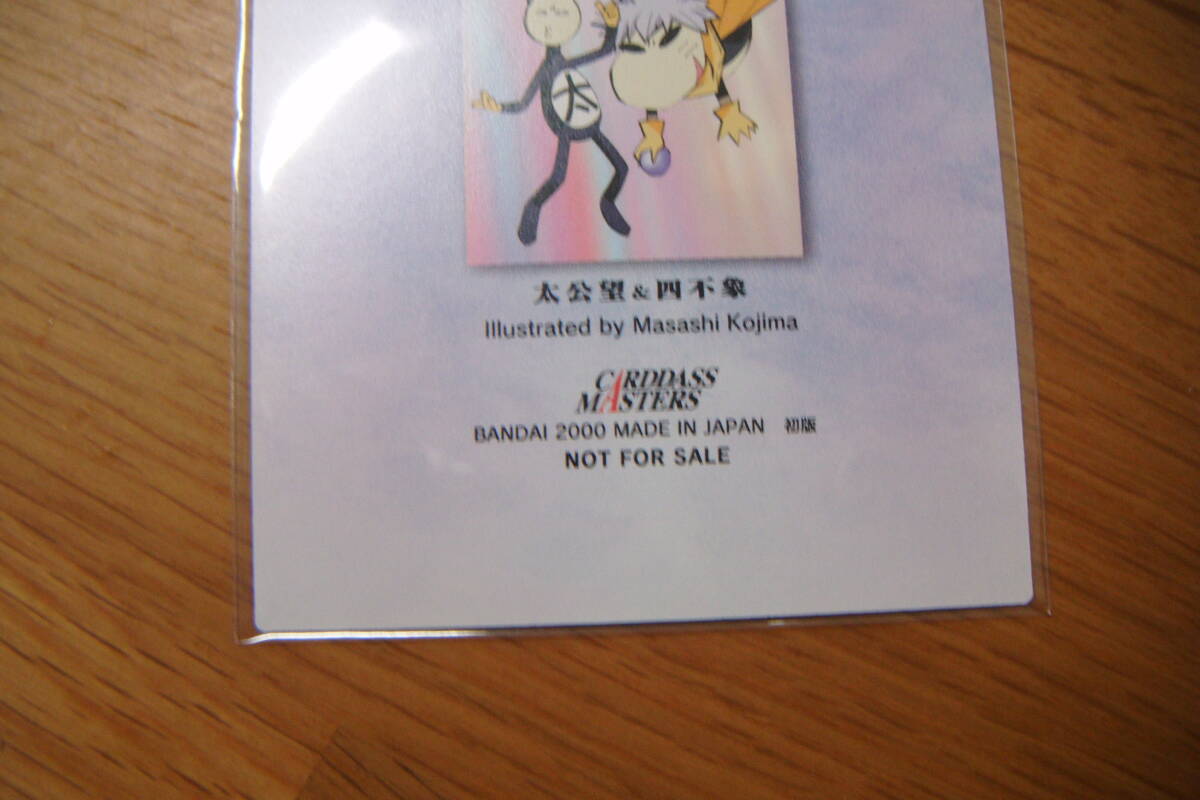 太
太公望&四不象
Illustrated by Masashi Kojima
CARDDASS
MASTERS
BANDAI 2000 MADE IN JAPAN 初版
NOT FOR SALE